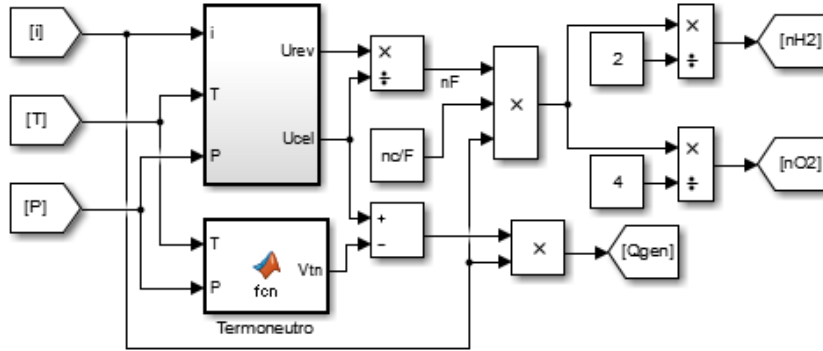 [i]
[T]
[P]
i
T
P
Urev
Ucel
×
÷
nF
nc/F
×
2
×
÷
[nH2]
4
×
÷
[nO2]
+
−
×
[Qgen]
T
P
fcn
Vtn
Termoneutro